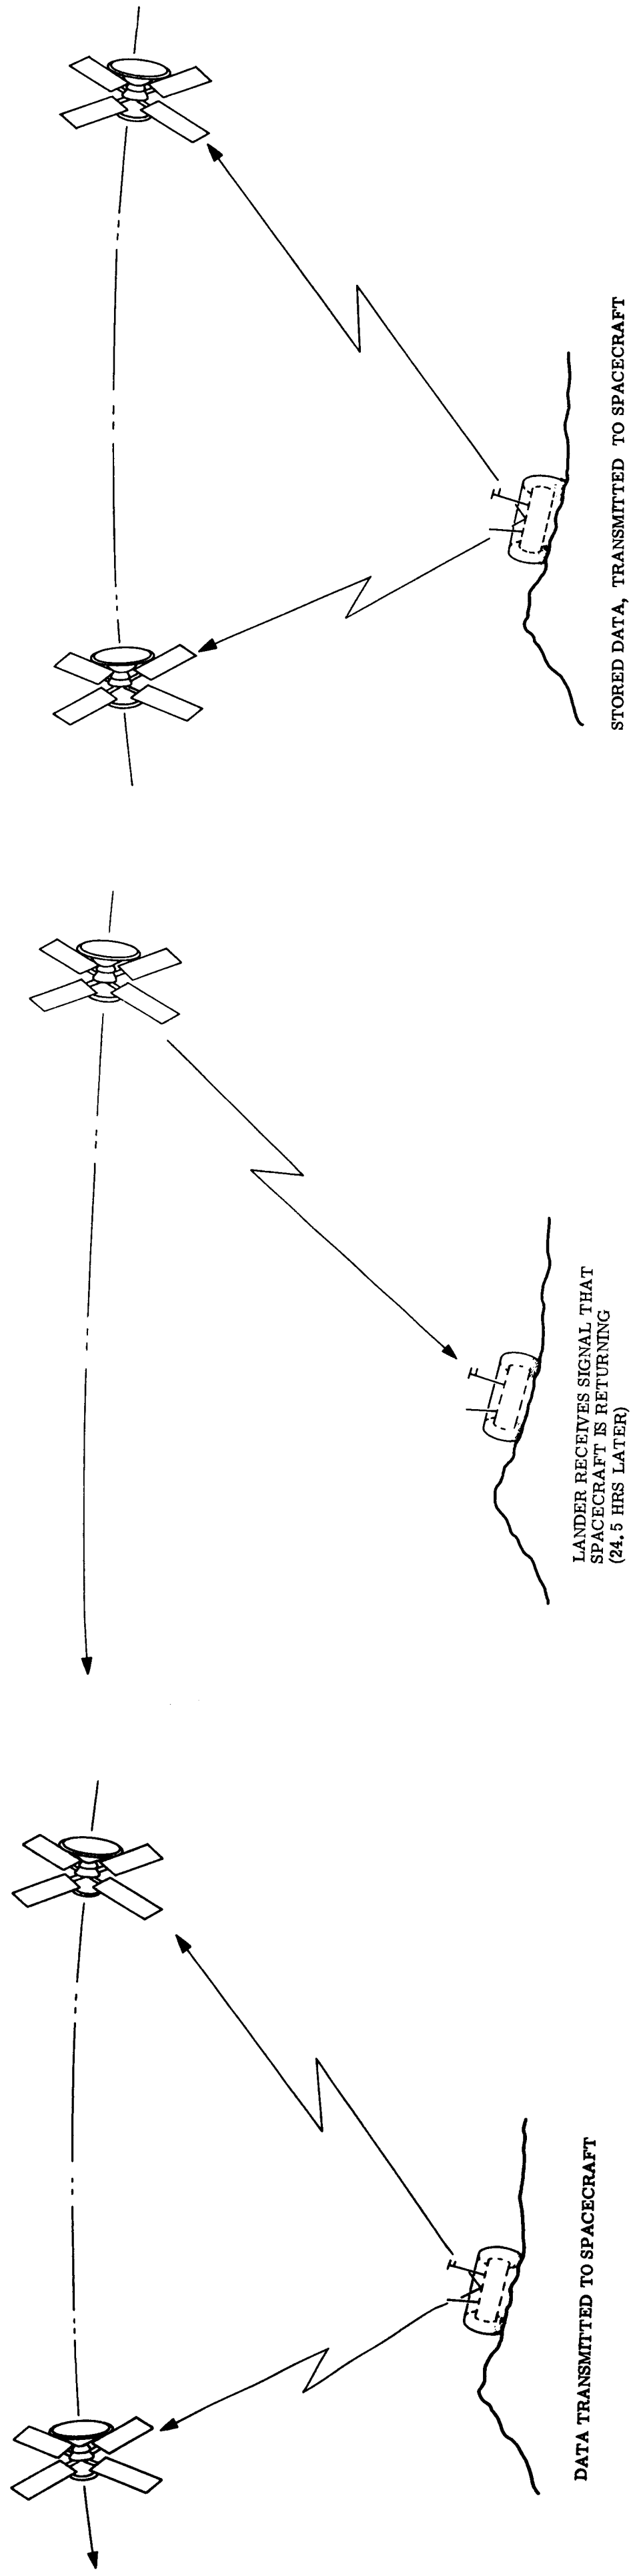 DATA TRANSMITTED TO SPACECRAFT
LANDER RECEIVES SIGNAL THAT
SPACECRAFT IS RETURNING
(24.5 HRS LATER)
STORED DATA, TRANSMITTED TO SPACECRAFT